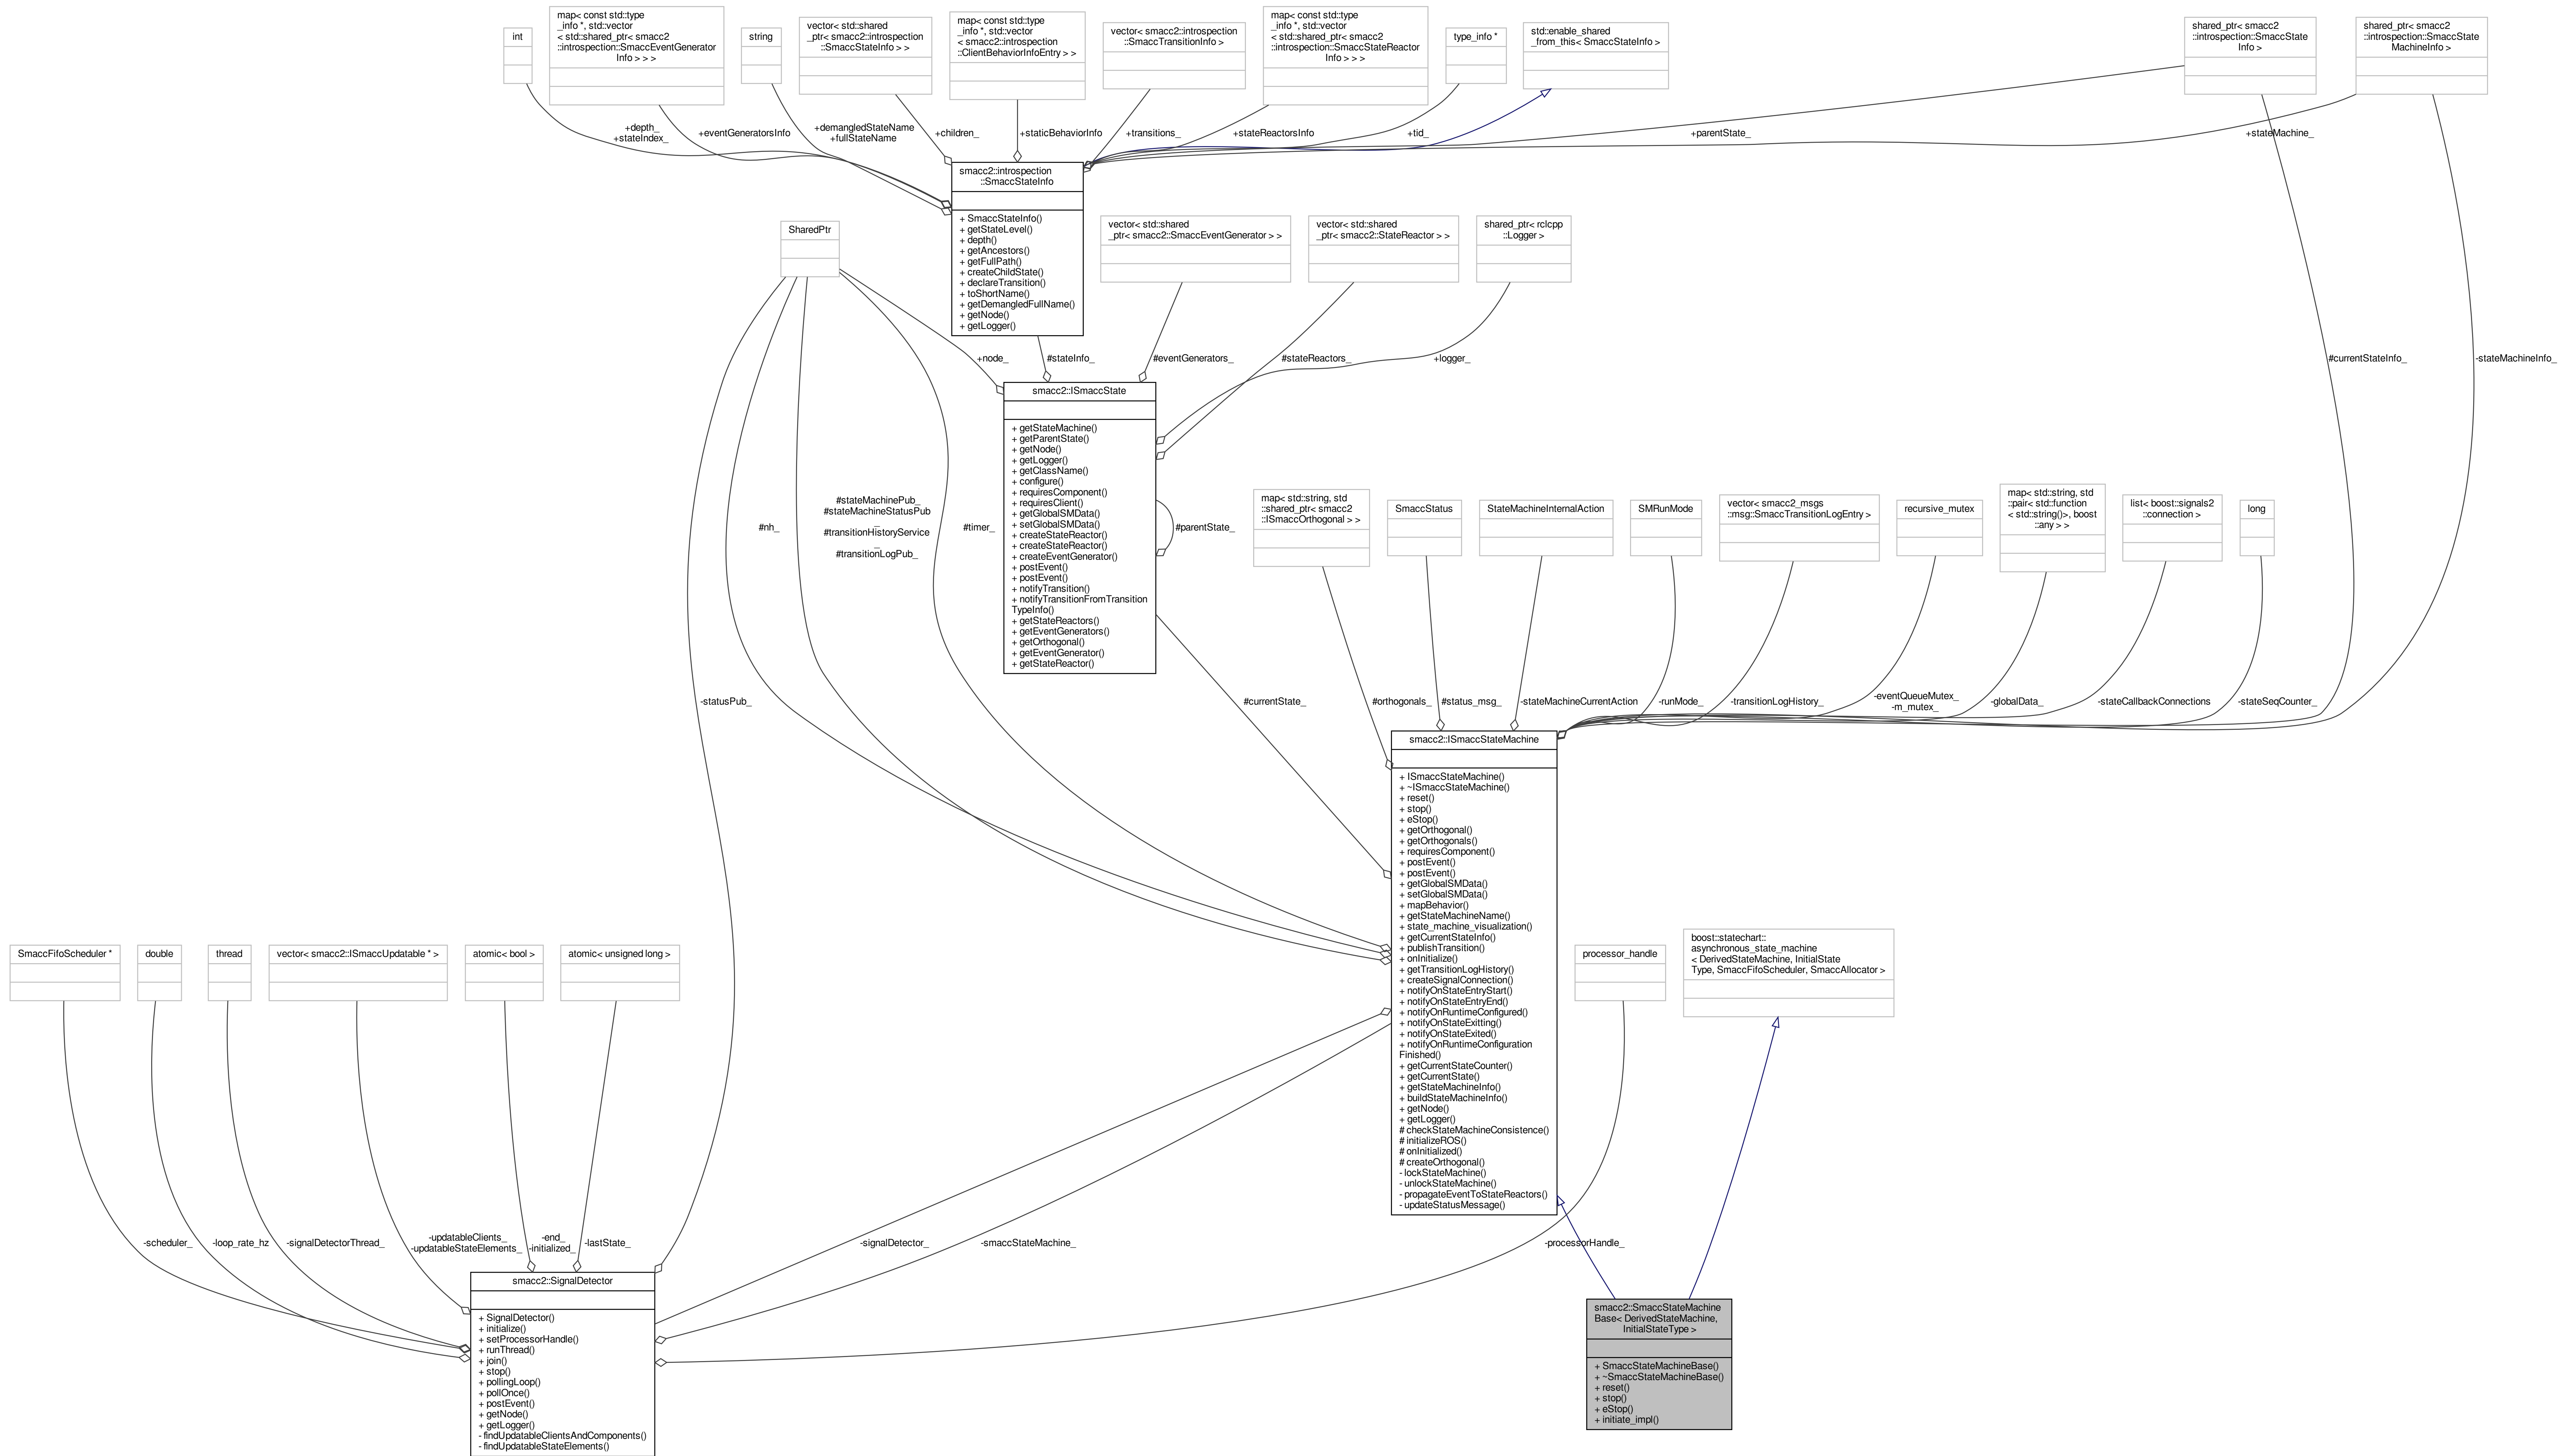 int
map< const std::type
_info *, std::vector
< std::shared_ptr< smacc2
::introspection::SmaccEventGenerator
Info > > >
string
vector< std::shared
_ptr< smacc2::introspection
::SmaccStateInfo > >
map< const std::type
_info *, std::vector
< smacc2::introspection
::ClientBehaviorInfoEntry > >
vector< smacc2::introspection
::SmaccTransitionInfo >
map< const std::type
_info *, std::vector
< std::shared_ptr< smacc2
::introspection::SmaccStateReactor
Info > > >
type_info *
std::enable_shared
_from_this< SmaccStateInfo >
shared_ptr< smacc2
::introspection::SmaccState
Info >
shared_ptr< smacc2
::introspection::SmaccState
MachineInfo >
+depth_
+stateIndex_
+eventGeneratorsInfo
+demangledStateName
+fullStateName
+children_
+staticBehaviorInfo
+transitions_
+stateReactorsInfo
+tid_
+parentState_
+stateMachine_
smacc2::introspection
::SmaccStateInfo
+ SmaccStateInfo()
+ getStateLevel()
+ depth()
+ getAncestors()
+ getFullPath()
+ createChildState()
+ declareTransition()
+ toShortName()
+ getDemangledFullName()
+ getNode()
+ getLogger()
SharedPtr
vector< std::shared
_ptr< smacc2::SmaccEventGenerator > >
vector< std::shared
_ptr< smacc2::StateReactor > >
shared_ptr< rclcpp
::Logger >
+node_
#stateInfo_
#eventGenerators_
#stateReactors_
+logger_
#currentStateInfo_
-stateMachineInfo_
smacc2::ISmaccState
+ getStateMachine()
+ getParentState()
+ getNode()
+ getLogger()
+ getClassName()
+ configure()
+ requiresComponent()
+ requiresClient()
+ getGlobalSMData()
+ setGlobalSMData()
+ createStateReactor()
+ createStateReactor()
+ createEventGenerator()
+ postEvent()
+ postEvent()
+ notifyTransition()
+ notifyTransitionFromTransition
TypeInfo()
+ getStateReactors()
+ getEventGenerators()
+ getOrthogonal()
+ getEventGenerator()
+ getStateReactor()
#nh_
#stateMachinePub_
#stateMachineStatusPub
_
#transitionHistoryService
_
#transitionLogPub_
#timer_
#parentState_
map< std::string, std
::shared_ptr< smacc2
::ISmaccOrthogonal > >
SmaccStatus
StateMachineInternalAction
SMRunMode
vector< smacc2_msgs
::msg::SmaccTransitionLogEntry >
recursive_mutex
map< std::string, std
::pair< std::function
< std::string()>, boost
::any > >
list< boost::signals2
::connection >
long
-statusPub_
#currentState_
#orthogonals_
#status_msg_
-stateMachineCurrentAction
-runMode_
-transitionLogHistory_
-eventQueueMutex_
-m_mutex_
-globalData_
-stateCallbackConnections
-stateSeqCounter_
smacc2::ISmaccStateMachine
+ ISmaccStateMachine()
+ ~ISmaccStateMachine()
+ reset()
+ stop()
+ eStop()
+ getOrthogonal()
+ getOrthogonals()
+ requiresComponent()
+ postEvent()
+ postEvent()
+ getGlobalSMData()
+ setGlobalSMData()
+ mapBehavior()
+ getStateMachineName()
+ state_machine_visualization()
+ getCurrentStateInfo()
+ publishTransition()
+ onInitialize()
+ getTransitionLogHistory()
+ createSignalConnection()
+ notifyOnStateEntryStart()
+ notifyOnStateEntryEnd()
+ notifyOnRuntimeConfigured()
+ notifyOnStateExitting()
+ notifyOnStateExited()
+ notifyOnRuntimeConfiguration
Finished()
+ getCurrentStateCounter()
+ getCurrentState()
+ getStateMachineInfo()
+ buildStateMachineInfo()
+ getNode()
+ getLogger()
# checkStateMachineConsistence()
# initializeROS()
# onInitialized()
# createOrthogonal()
- lockStateMachine()
- unlockStateMachine()
- propagateEventToStateReactors()
- updateStatusMessage()
SmaccFifoScheduler *
double
thread
vector< smacc2::ISmaccUpdatable * >
atomic< bool >
atomic< unsigned long >
processor_handle
boost::statechart::
asynchronous_state_machine
< DerivedStateMachine, InitialState
Type, SmaccFifoScheduler, SmaccAllocator >
-scheduler_
-loop_rate_hz
-signalDetectorThread_
-updatableClients_
-updatableStateElements_
-end_
-initialized_
-lastState_
-signalDetector_
-smaccStateMachine_
-processorHandle_
smacc2::SignalDetector
+ SignalDetector()
+ initialize()
+ setProcessorHandle()
+ runThread()
+ join()
+ stop()
+ pollingLoop()
+ pollOnce()
+ postEvent()
+ getNode()
+ getLogger()
- findUpdatableClientsAndComponents()
- findUpdatableStateElements()
smacc2::SmaccStateMachine
Base< DerivedStateMachine,
InitialStateType >
+ SmaccStateMachineBase()
+ ~SmaccStateMachineBase()
+ reset()
+ stop()
+ eStop()
+ initiate_impl()